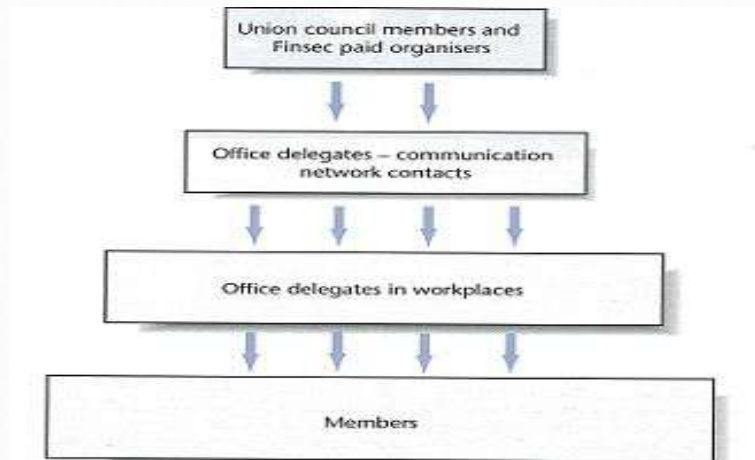 Union council members and
Finsec paid organisers
Office delegates – communication
network contacts
Office delegates in workplaces
Members